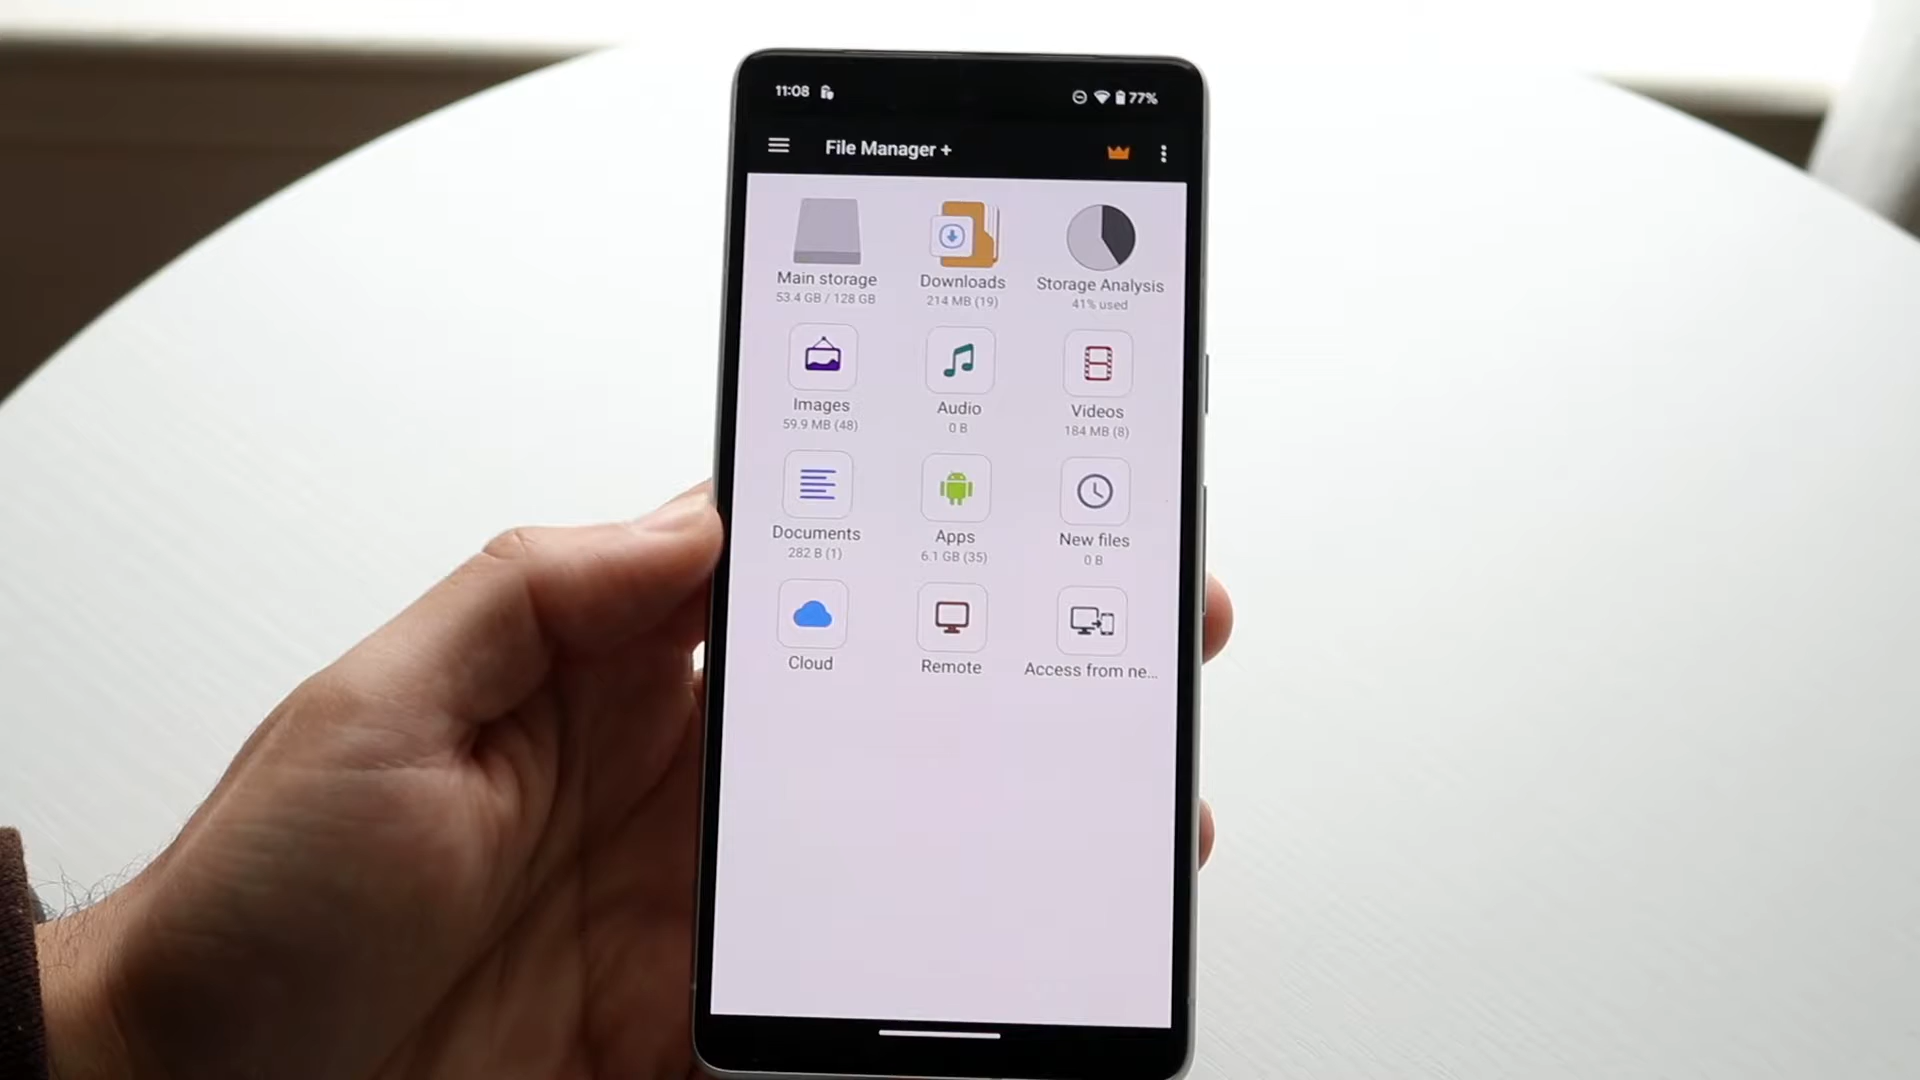 11:08 77%
File Manager +
Main storage Downloads Storage Analysis
53.4 GB / 128 GB 214 MB (19) 41% used
Images Audio Videos
59.9 MB (48) 0 B 184 MB (8)
Documents Apps New files
282 B (1) 6.1 GB (35) 0 B
Cloud Remote Access from ne...